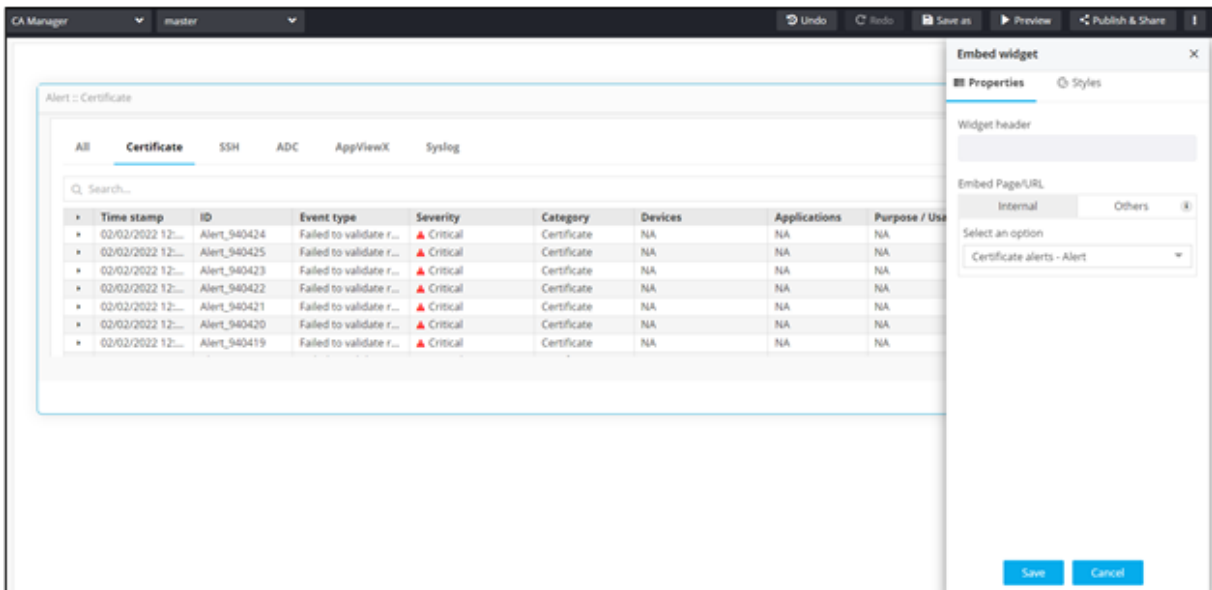 CA Manager master Undo Redo Save as Preview Publish & Share
Embed widget
Properties Styles
Alert :: Certificate
Widget header
All Certificate SSH ADC AppViewX Syslog
Embed Page/URL
Internal Others
Search...
Time stamp ID Event type Severity Category Devices Applications Purpose / Usa
02/02/2022 12:... Alert_940424 Failed to validate r... Critical Certificate NA NA NA
Select an option
02/02/2022 12:... Alert_940425 Failed to validate r... Critical Certificate NA NA NA
Certificate alerts - Alert
02/02/2022 12:... Alert_940423 Failed to validate r... Critical Certificate NA NA NA
02/02/2022 12:... Alert_940422 Failed to validate r... Critical Certificate NA NA NA
02/02/2022 12:... Alert_940421 Failed to validate r... Critical Certificate NA NA NA
02/02/2022 12:... Alert_940420 Failed to validate r... Critical Certificate NA NA NA
02/02/2022 12:... Alert_940419 Failed to validate r... Critical Certificate NA NA NA
Save Cancel